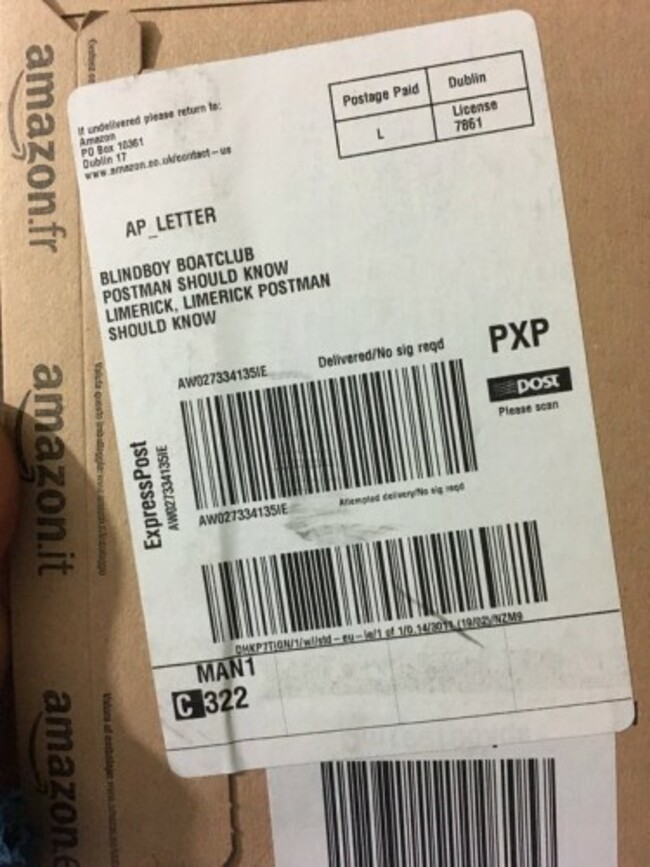 amazon.fr
amazon.it
amazon.e
If undelivered please return to:
Amazon
PO Box 10361
Dublin 17
www.amazon.co.uk/contact-us
Postage Paid
Dublin
L
License
7861
AP_LETTER
BLINDBOY BOATCLUB
POSTMAN SHOULD KNOW
LIMERICK, LIMERICK POSTMAN
SHOULD KNOW
PXP
post
Please scan
AW027334135IE
Delivered/No sig reqd
ExpressPost
AW027334135IE
AW027334135IE
Attempted delivery/No sig reqd
MAN1
C 322